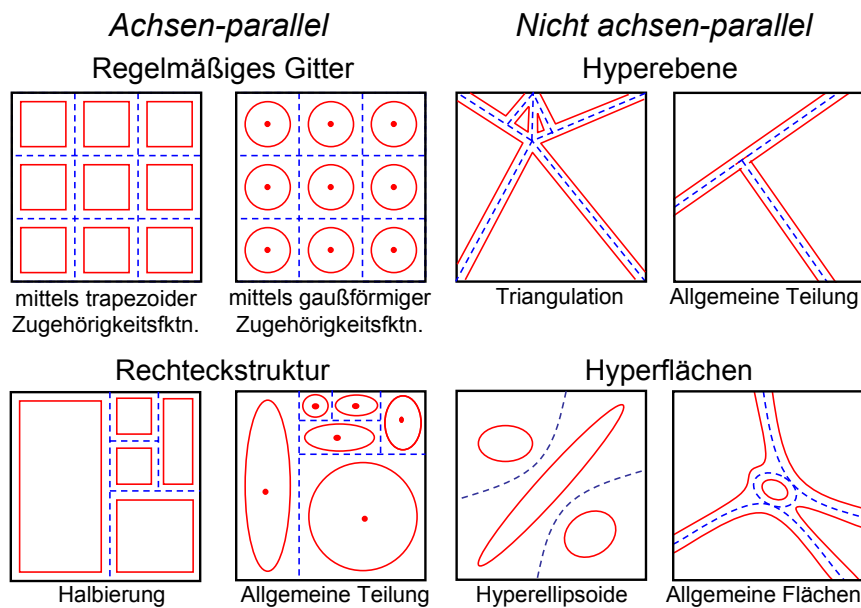 Achsen-parallel
Nicht achsen-parallel
Regelmäßiges Gitter
Hyperebene
mittels trapezoider
Zugehörigkeitsfktn.
mittels gaußförmiger
Zugehörigkeitsfktn.
Triangulation
Allgemeine Teilung
Rechteckstruktur
Hyperflächen
Halbierung
Allgemeine Teilung
Hyperellipsoide
Allgemeine Flächen